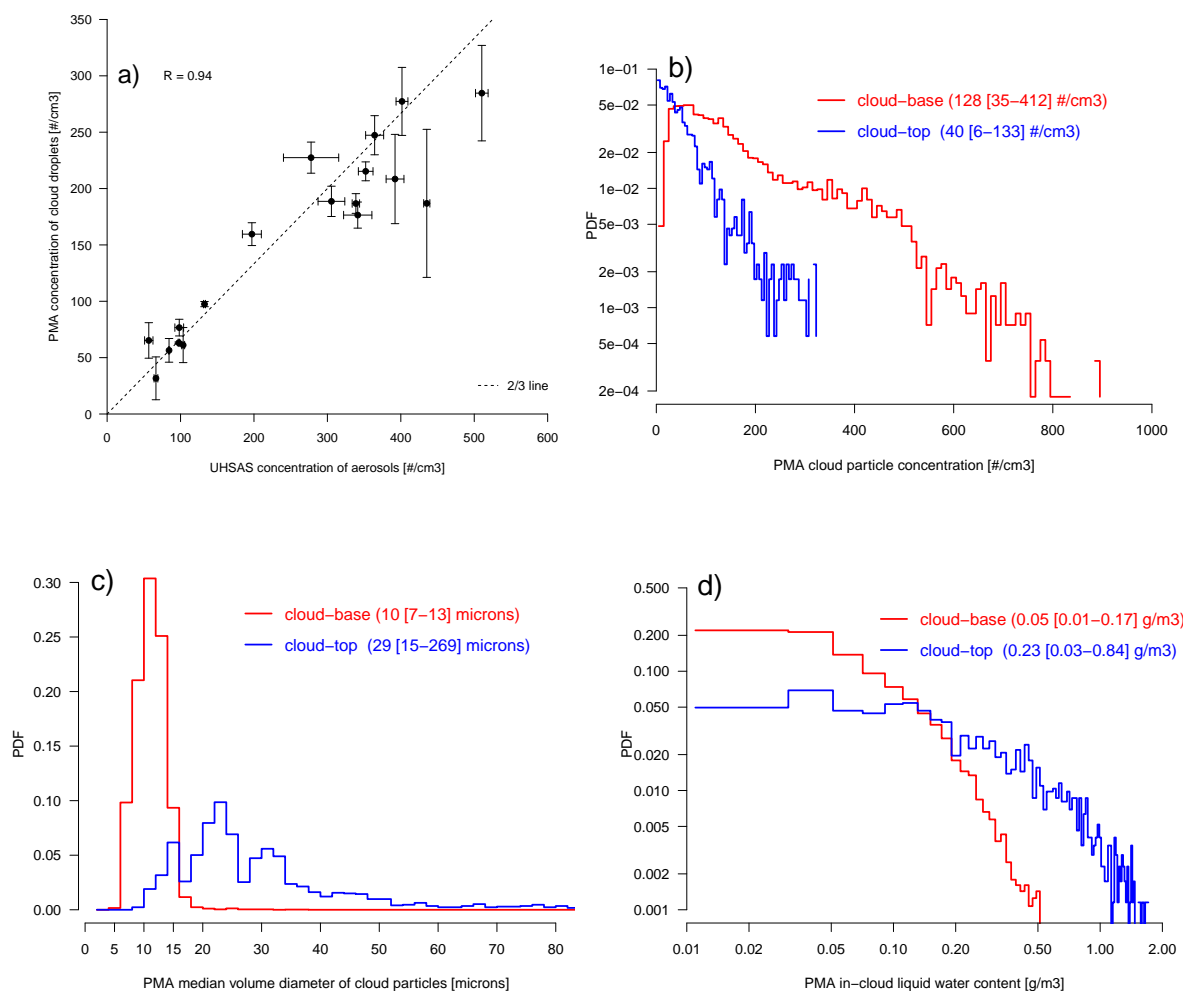 a)
R = 0.94
PMA concentration of cloud droplets [#/cm3]
350
300
250
200
150
100
50
0
2/3 line
0 100 200 300 400 500 600
UHSAS concentration of aerosols [#/cm3]
b)
cloud−base (128 [35−412] #/cm3)
cloud−top (40 [6−133] #/cm3)
PDF
1e−01
5e−02
2e−02
1e−02
5e−03
2e−03
1e−03
5e−04
2e−04
0 200 400 600 800 1000
PMA cloud particle concentration [#/cm3]
c)
cloud−base (10 [7−13] microns)
cloud−top (29 [15−269] microns)
PDF
0.30
0.25
0.20
0.15
0.10
0.05
0.00
0 5 10 15 20 30 40 50 60 70 80
PMA median volume diameter of cloud particles [microns]
d)
cloud−base (0.05 [0.01−0.17] g/m3)
cloud−top (0.23 [0.03−0.84] g/m3)
PDF
0.500
0.200
0.100
0.050
0.020
0.010
0.005
0.002
0.001
0.01 0.05 0.10 0.20 0.50 1.00 2.00
PMA in−cloud liquid water content [g/m3]